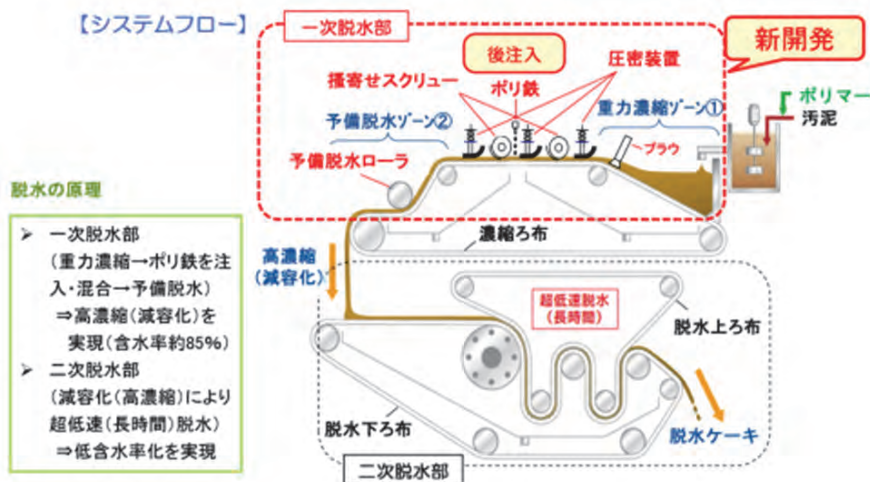 【システムフロー】
一次脱水部
新開発
後注入
掻寄せスクリュー
ポリ鉄
圧密装置
予備脱水ゾーン②
重力濃縮ゾーン①
ポリマー
汚泥
予備脱水ローラ
プラウ
脱水の原理
➢ 一次脱水部
(重力濃縮→ポリ鉄を注
入・混合→予備脱水)
⇒高濃縮(減容化)を
実現(含水率約85%)
➢ 二次脱水部
(減容化(高濃縮)により
超低速(長時間)脱水)
⇒低含水率化を実現
濃縮ろ布
高濃縮
(減容化)
超低速脱水
(長時間)
脱水上ろ布
脱水下ろ布
脱水ケーキ
二次脱水部